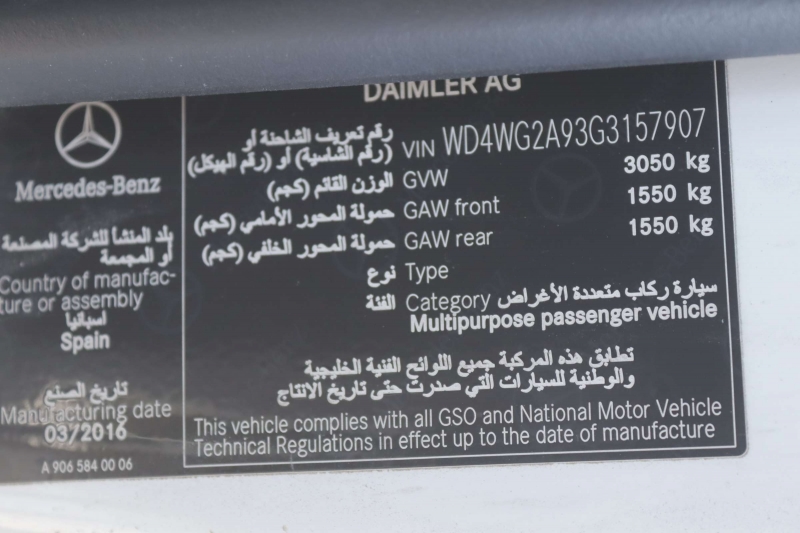 Mercedes-Benz
بلد المنشأ للشركة المصنعة
أو المجمعة
Country of manufac-
ture or assembly
اسبانيا
Spain
تاريخ الصنع
Manufacturing date
03/2016
A 906 584 00 06
DAIMLER AG
رقم تعريف الشاحنة أو
(رقم الشاسية) أو (رقم الهيكل) VIN WD4WG2A93G3157907
الوزن القائم (كجم) GVW 3050 kg
حمولة المحور الأمامي (كجم) GAW front 1550 kg
حمولة المحور الخلفي (كجم) GAW rear 1550 kg
نوع Type
الفئة Category سيارة ركاب متعددة الأغراض
Multipurpose passenger vehicle
تطابق هذه المركبة جميع اللوائح الفنية الخليجية
والوطنية للسيارات التي صدرت حتى تاريخ الانتاج
This vehicle complies with all GSO and National Motor Vehicle
Technical Regulations in effect up to the date of manufacture